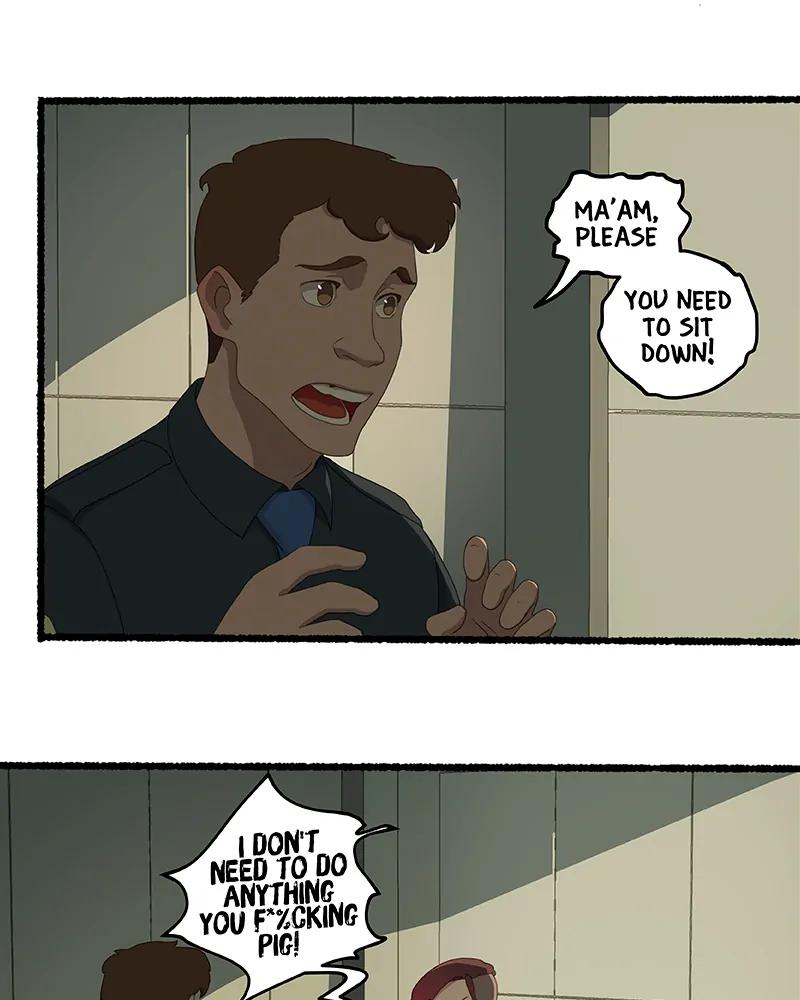 MA'AM,
PLEASE
YOU NEED
TO SIT
DOWN!
I DON'T
NEED TO DO
ANYTHING
YOU F*%CKING
PIG!